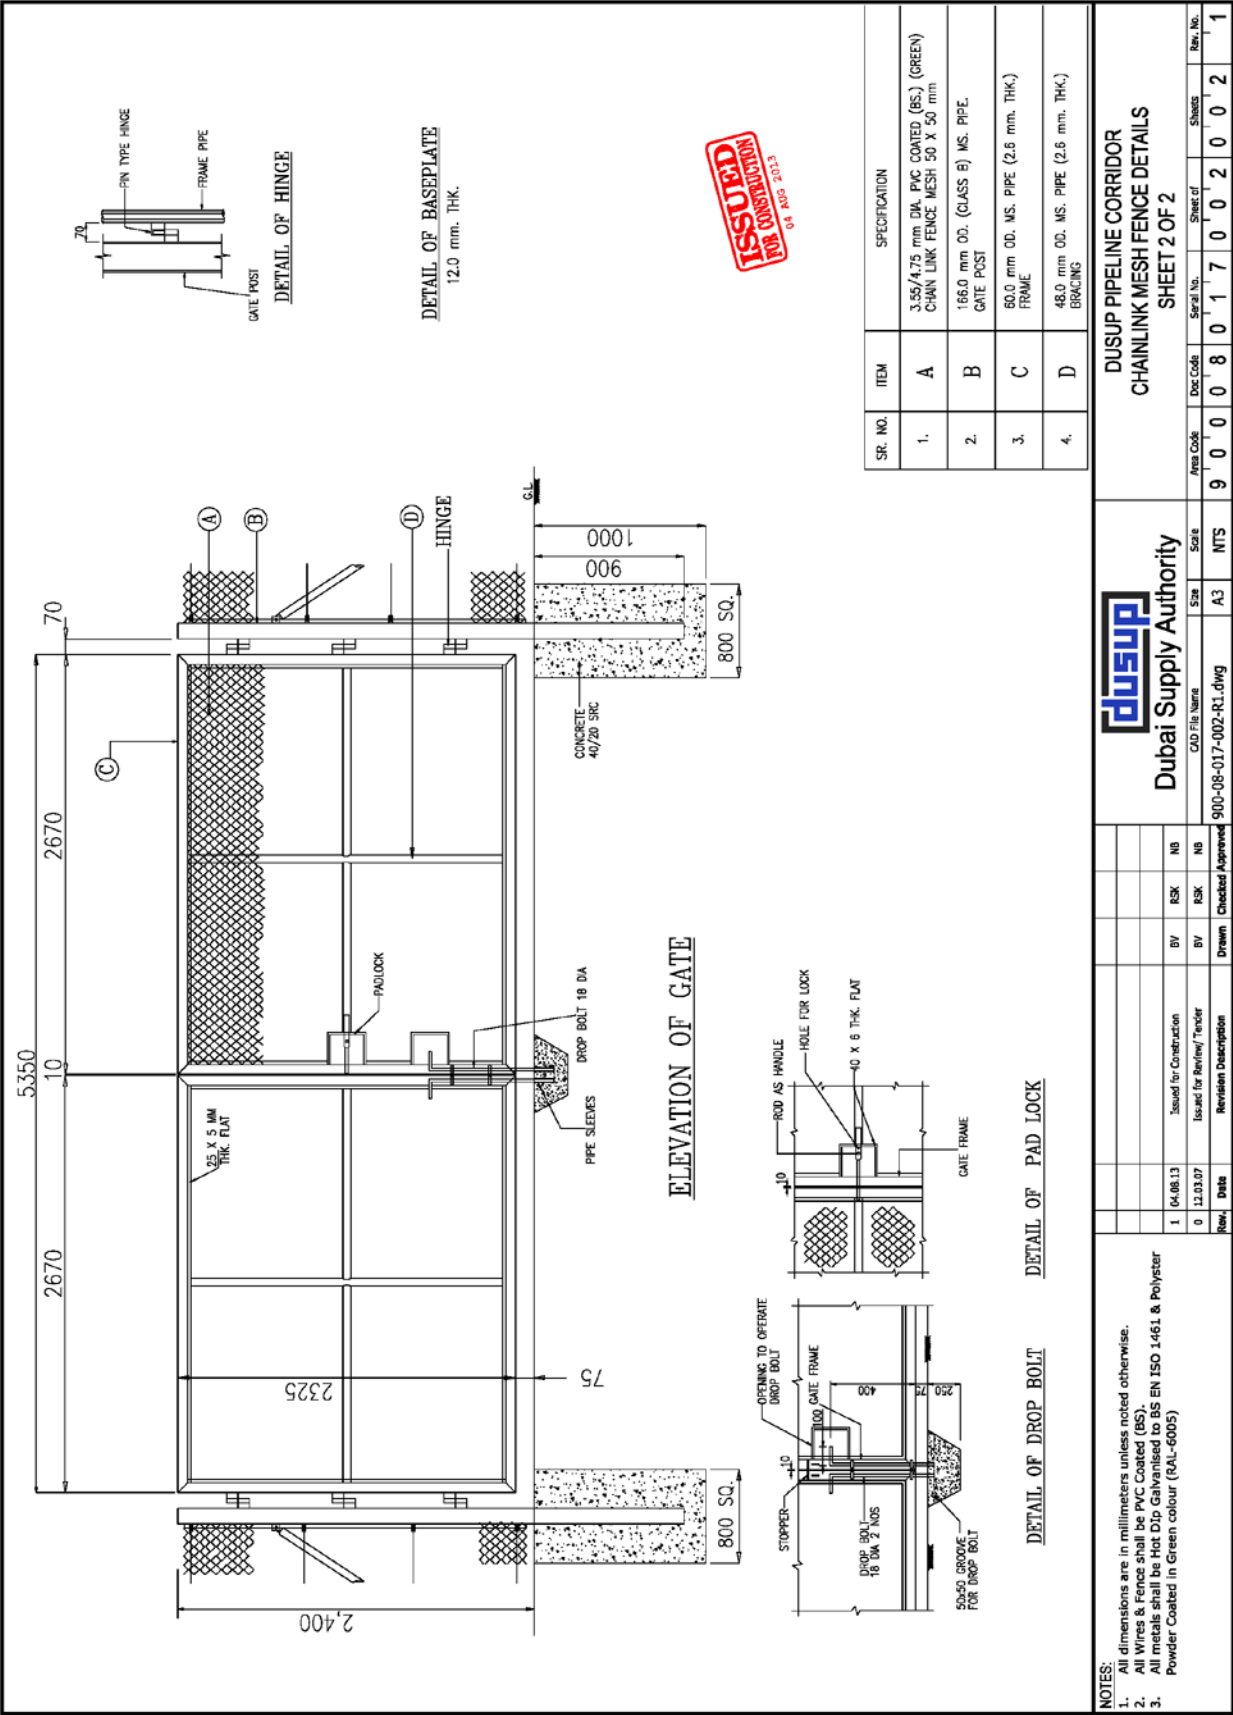 5350
2670
10
2670
70
C
A
B
D
HINGE
25 X 5 MM
THK. FLAT
PADLOCK
2325
75
2,400
G.L
900
1000
800 SQ.
800 SQ.
CONCRETE
40/20 SRC
DROP BOLT 18 DIA
PIPE SLEEVES
ELEVATION OF GATE
70
PIN TYPE HINGE
FRAME PIPE
GATE POST
DETAIL OF HINGE
DETAIL OF BASEPLATE
12.0 mm. THK.
ISSUED
FOR CONSTRUCTION
04 AUG 2013
OPENING TO OPERATE
DROP BOLT
10
100
GATE FRAME
STOPPER
400
75
250
DROP BOLT
18 DIA 2 NOS
50x50 GROOVE
FOR DROP BOLT
DETAIL OF DROP BOLT
ROD AS HANDLE
HOLE FOR LOCK
40 X 6 THK. FLAT
10
GATE FRAME
DETAIL OF PAD LOCK
SR. NO. ITEM SPECIFICATION
1. A 3.55/4.75 mm DIA. PVC COATED (BS.) (GREEN)
CHAIN LINK FENCE MESH 50 X 50 mm
2. B 166.0 mm OD. (CLASS B) MS. PIPE.
GATE POST
3. C 60.0 mm OD. MS. PIPE (2.6 mm. THK.)
FRAME
4. D 48.0 mm OD. MS. PIPE (2.6 mm. THK.)
BRACING
NOTES:
1. All dimensions are in millimeters unless noted otherwise.
2. All Wires & Fence shall be PVC Coated (BS).
3. All metals shall be Hot Dip Galvanised to BS EN ISO 1461 & Polyster
Powder Coated in Green colour (RAL-6005)
1 04.08.13 Issued for Construction BV RSK NB
0 12.03.07 Issued for Review/ Tender BV RSK NB
Rev. Date Revision Description Drawn Checked Approved
dusup
Dubai Supply Authority
CAD File Name Size Scale
900-08-017-002-R1.dwg A3 NTS
DUSUP PIPELINE CORRIDOR
CHAINLINK MESH FENCE DETAILS
SHEET 2 OF 2
Area Code Doc Code Serial No. Sheet of Sheets Rev. No.
9 0 0 0 8 0 1 7 0 0 2 0 0 2 1